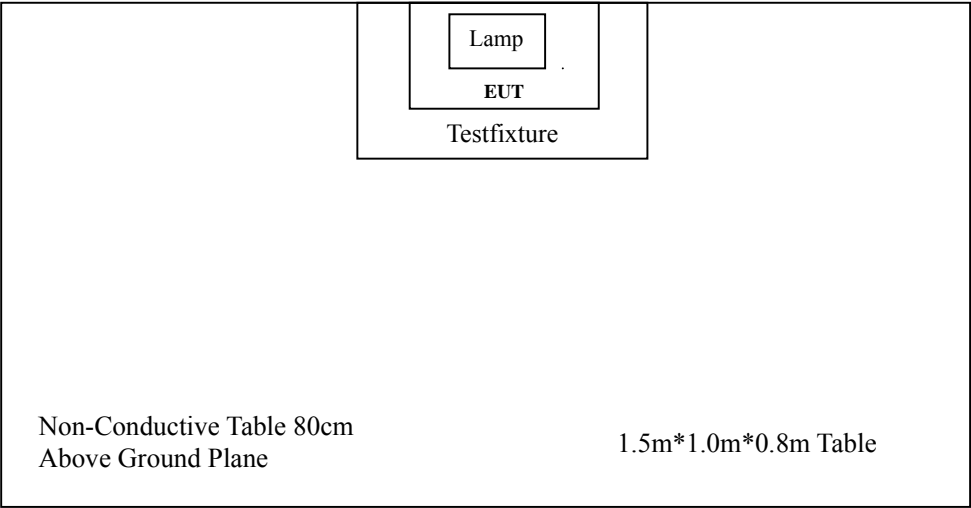 Lamp
EUT
Testfixture
Non-Conductive Table 80cm
Above Ground Plane
1.5m*1.0m*0.8m Table